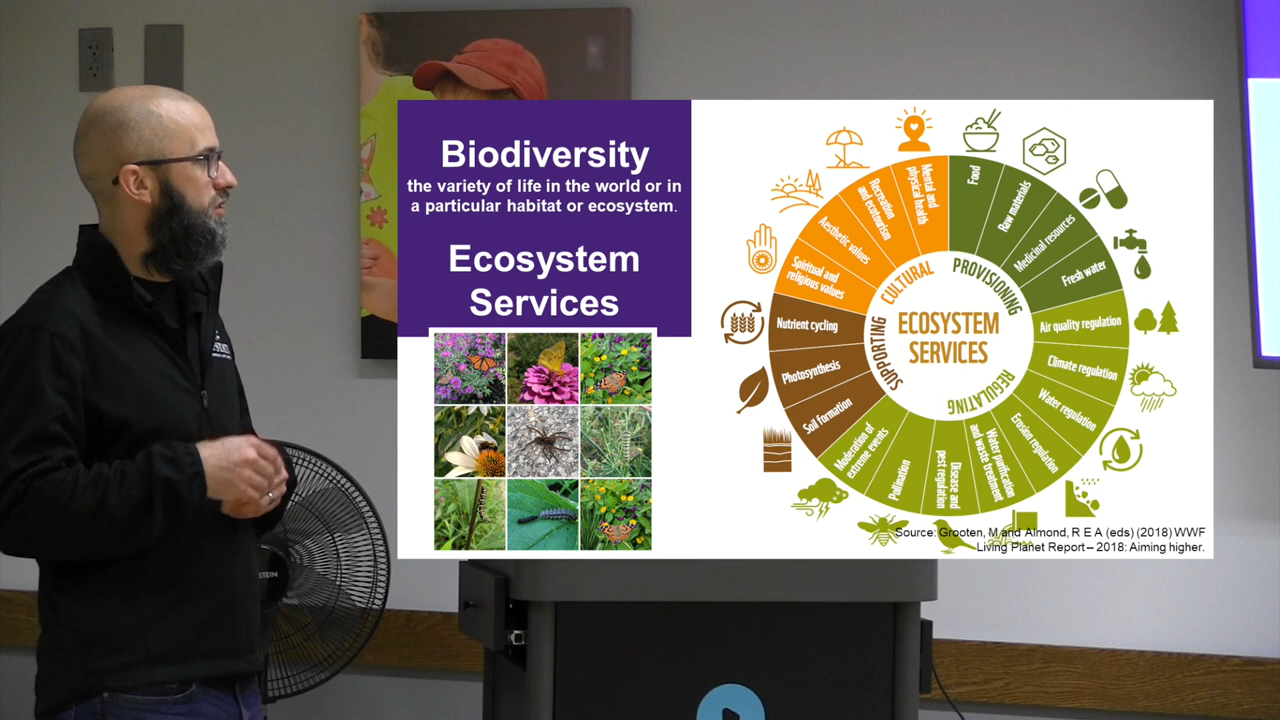 Biodiversity
the variety of life in the world or in
a particular habitat or ecosystem.
Ecosystem
Services
ECOSYSTEM
SERVICES
CULTURAL
PROVISIONING
REGULATING
SUPPORTING
Food
Raw materials
Medicinal resources
Fresh water
Air quality regulation
Climate regulation
Water regulation
Erosion regulation
Water purification
and waste treatment
Disease and
pest regulation
Pollination
Moderation of
extreme events
Soil formation
Photosynthesis
Nutrient cycling
Spiritual and
religious values
Aesthetic values
Recreation
and ecotourism
Mental and
physical health
Source: Grooten, M and Almond, R E A (eds) (2018) WWF
Living Planet Report – 2018: Aiming higher.